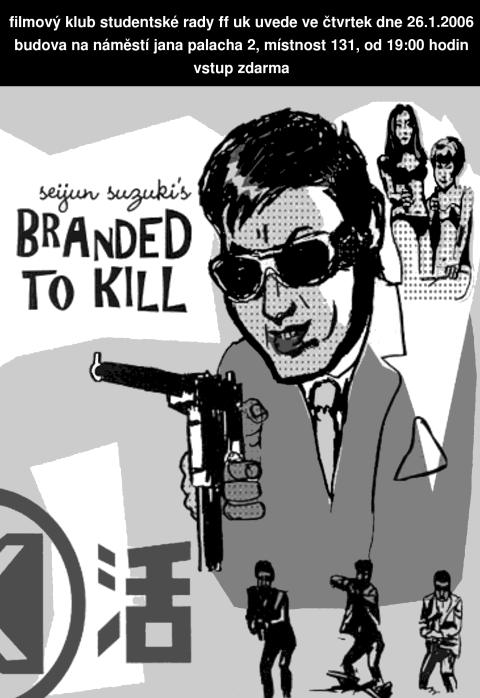 filmový klub studentské rady ff uk uvede ve čtvrtek dne 26.1.2006
budova na náměstí jana palacha 2, místnost 131, od 19:00 hodin
vstup zdarma
seijun suzuki's
BRANDED
TO KILL
活